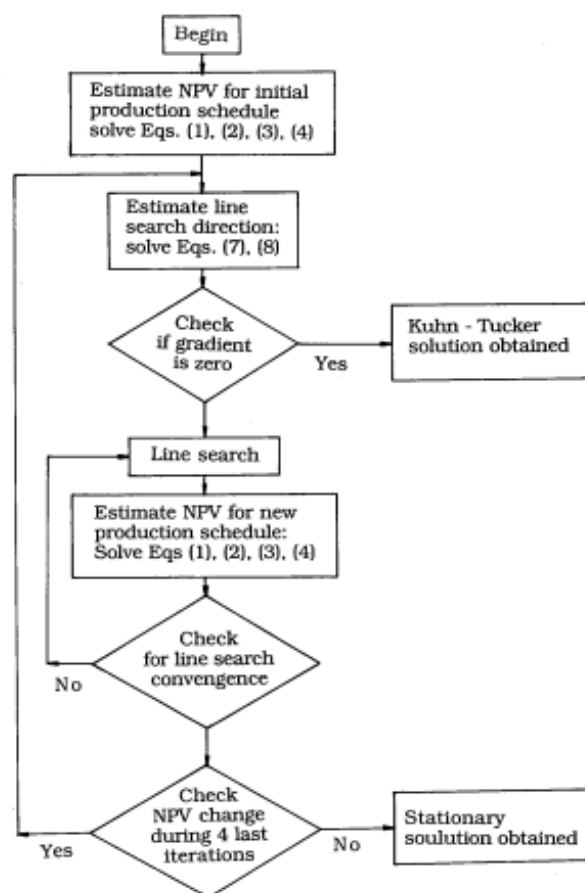 Begin
Estimate NPV for initial
production schedule
solve Eqs. (1), (2), (3), (4)
Estimate line
search direction:
solve Eqs. (7), (8)
Check
if gradient
is zero
Yes
Kuhn - Tucker
solution obtained
Line search
Estimate NPV for new
production schedule:
Solve Eqs (1), (2), (3), (4)
Check
for line search
convengence
No
Check
NPV change
during 4 last
iterations
Yes
No
Stationary
soulution obtained